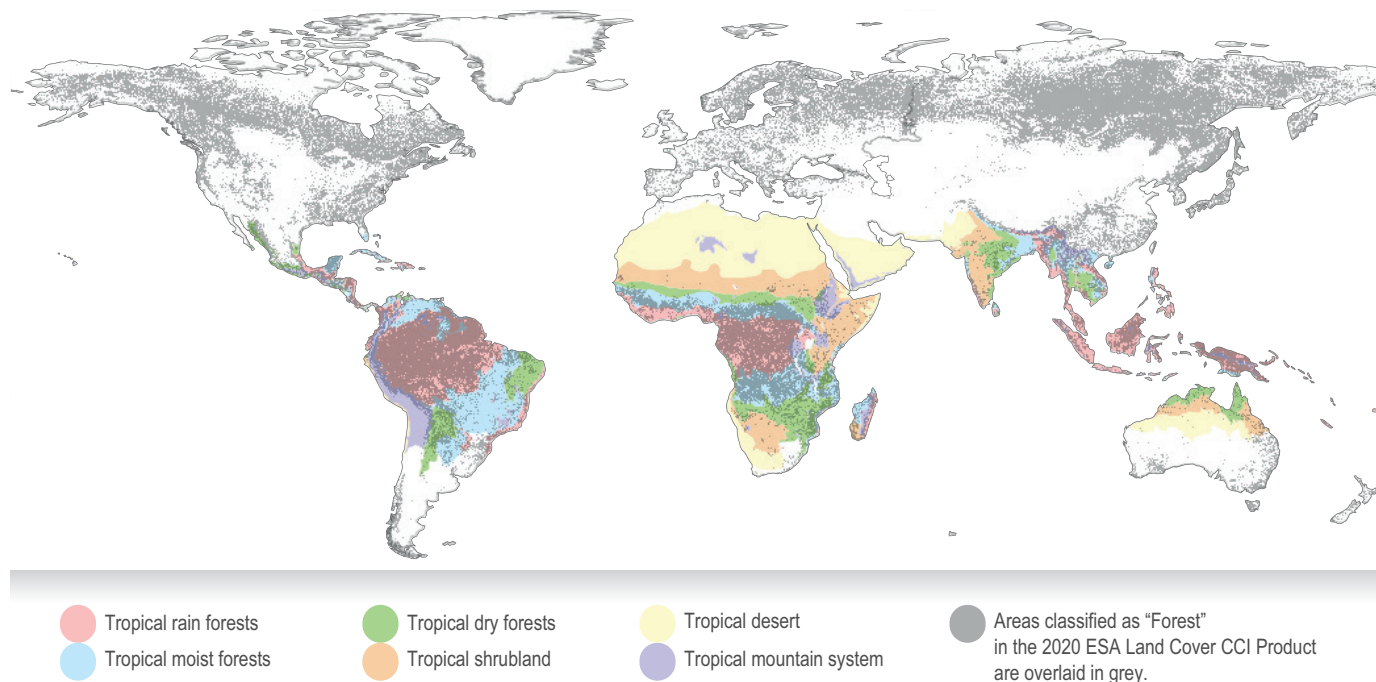 Tropical rain forests
Tropical moist forests
Tropical dry forests
Tropical shrubland
Tropical desert
Tropical mountain system
Areas classified as “Forest”
in the 2020 ESA Land Cover CCI Product
are overlaid in grey.